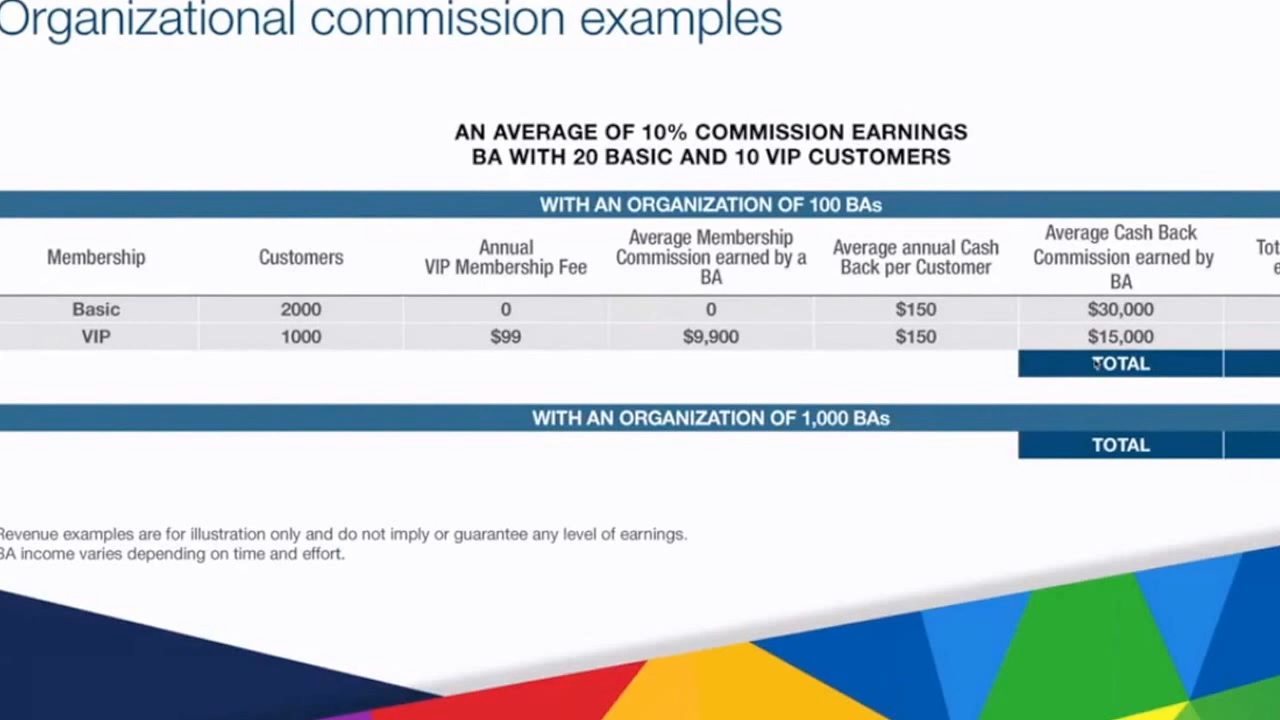 Organizational commission examples
AN AVERAGE OF 10% COMMISSION EARNINGS
BA WITH 20 BASIC AND 10 VIP CUSTOMERS
WITH AN ORGANIZATION OF 100 BAs
Membership
Customers
Annual
VIP Membership Fee
Average Membership
Commission earned by a
BA
Average annual Cash
Back per Customer
Average Cash Back
Commission earned by
BA
Basic 2000 0 0 $150 $30,000
VIP 1000 $99 $9,900 $150 $15,000
TOTAL
WITH AN ORGANIZATION OF 1,000 BAs
TOTAL
Revenue examples are for illustration only and do not imply or guarantee any level of earnings.
BA income varies depending on time and effort.